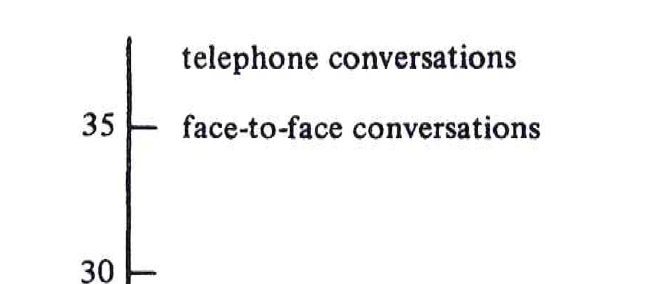 telephone conversations
35 face-to-face conversations
30